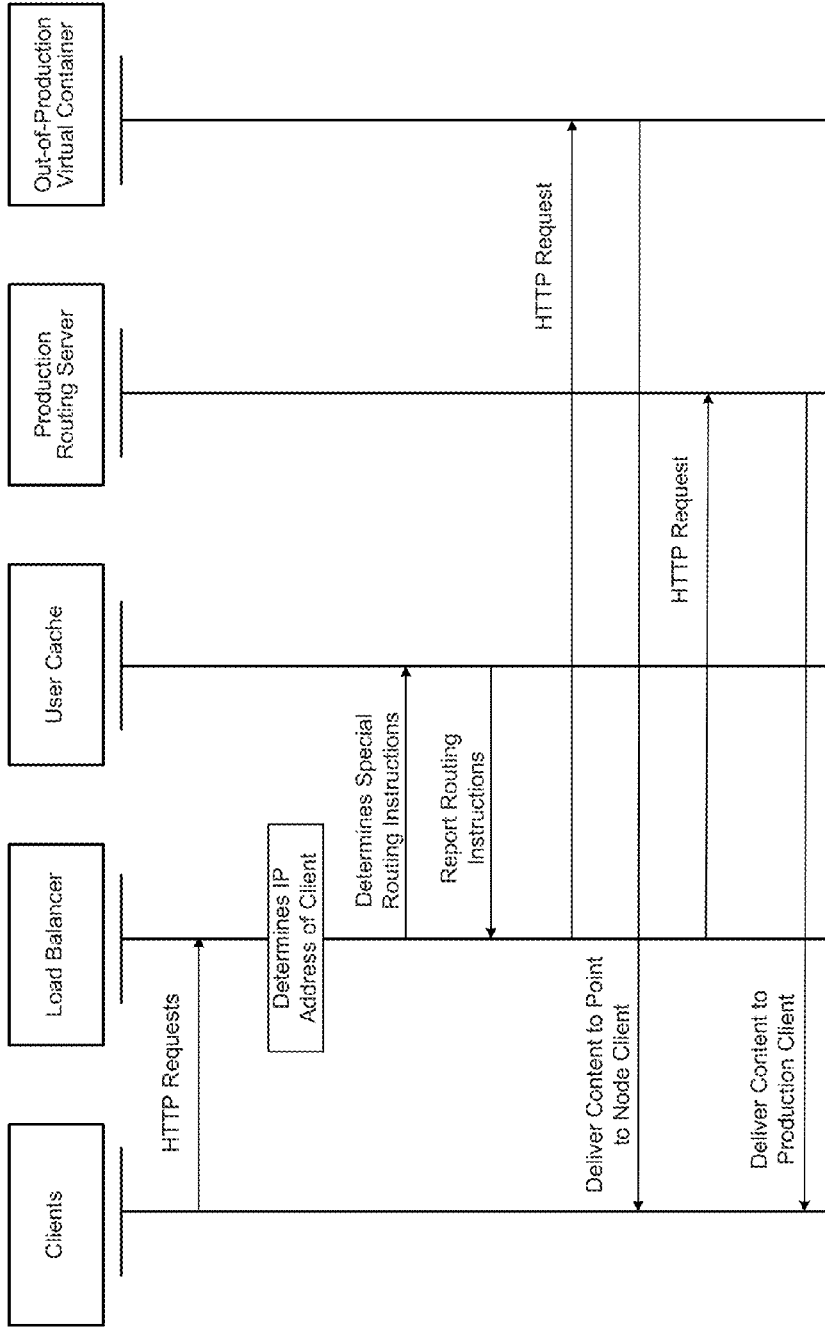 Clients
Load Balancer
User Cache
Production
Routing Server
Out-of-Production
Virtual Container
HTTP Requests
Determines IP
Address of Client
Determines Special
Routing Instructions
Report Routing
Instructions
HTTP Request
Deliver Content to Point
to Node Client
HTTP Request
Deliver Content to
Production Client